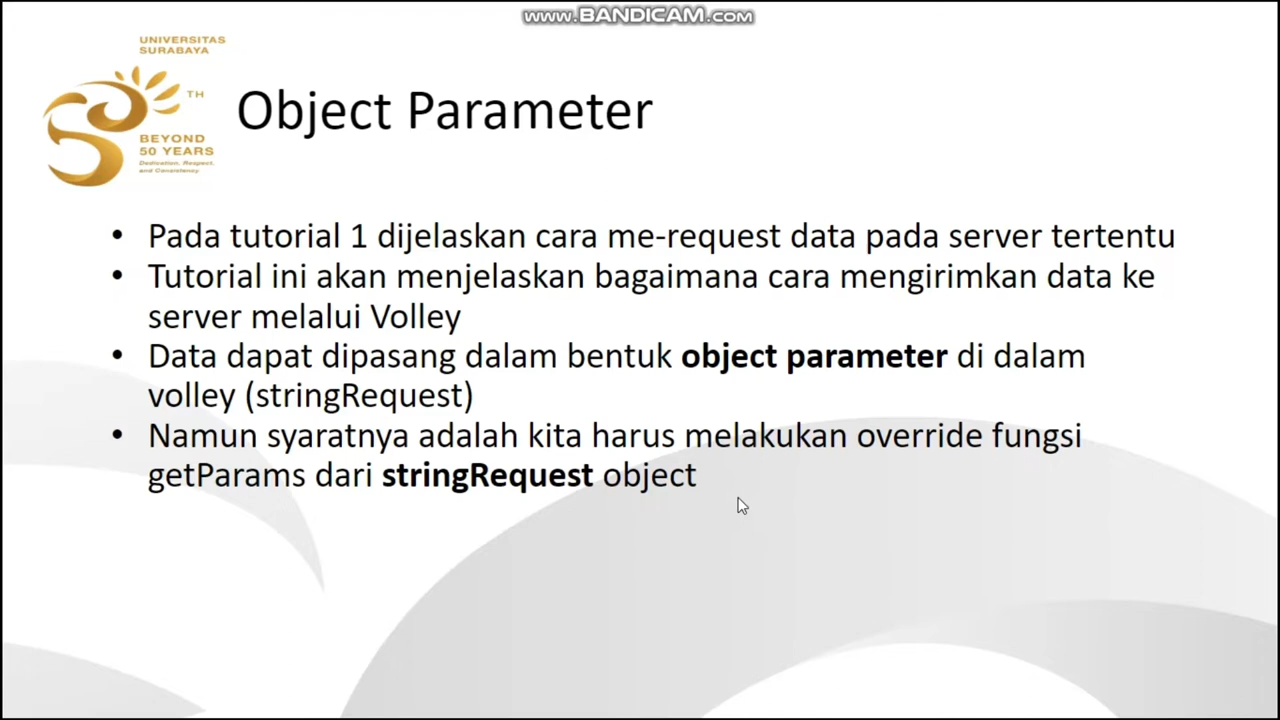 www.BANDICAM.com
UNIVERSITAS
SURABAYA
TH
BEYOND
50 YEARS
Dedication, Respect,
and Consistency
Object Parameter
• Pada tutorial 1 dijelaskan cara me-request data pada server tertentu
• Tutorial ini akan menjelaskan bagaimana cara mengirimkan data ke
server melalui Volley
• Data dapat dipasang dalam bentuk object parameter di dalam
volley (stringRequest)
• Namun syaratnya adalah kita harus melakukan override fungsi
getParams dari stringRequest object